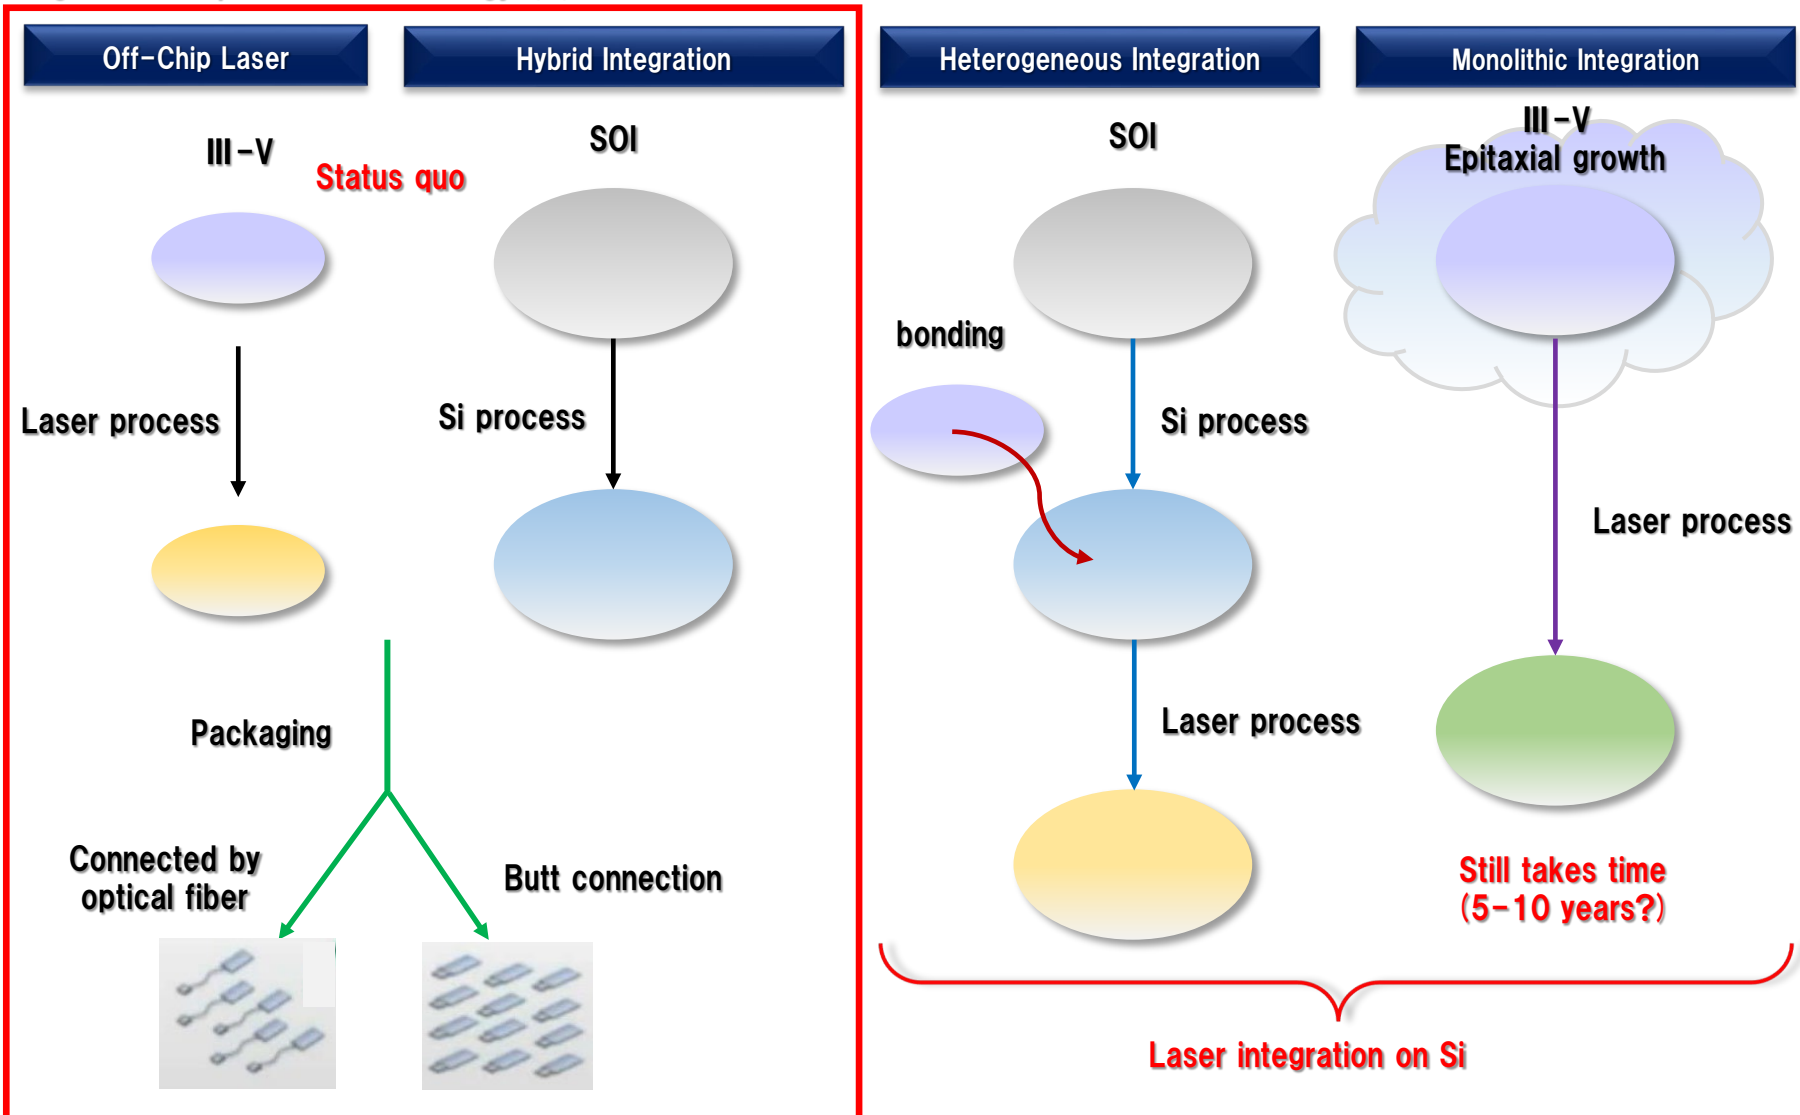 Off-Chip Laser
Hybrid Integration
Heterogeneous Integration
Monolithic Integration
III-V
Status quo
SOI
SOI
III-V
Epitaxial growth
bonding
Laser process
Si process
Si process
Laser process
Laser process
Packaging
Connected by
optical fiber
Butt connection
Still takes time
(5-10 years?)
Laser integration on Si